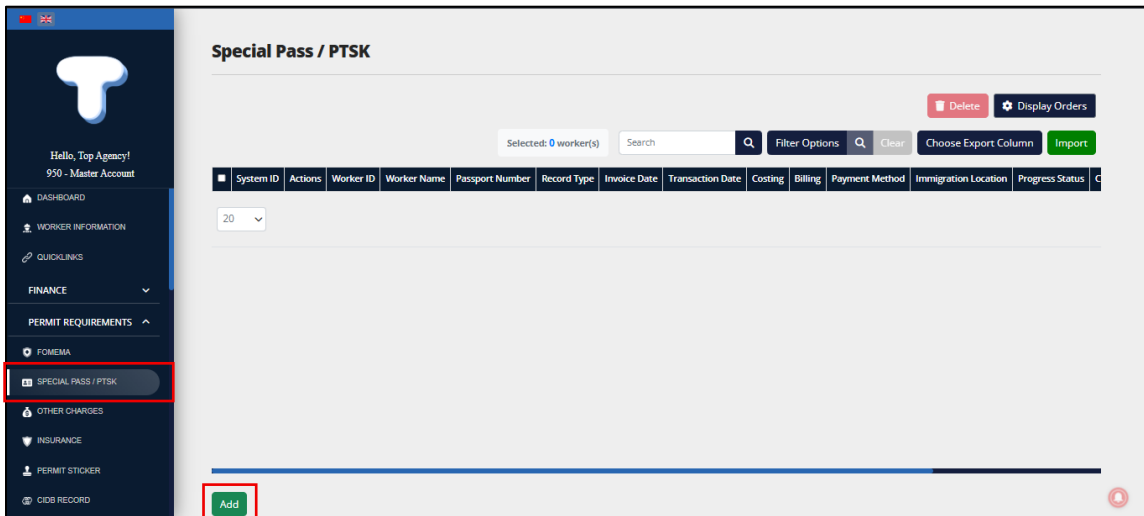 Hello, Top Agency!
950 - Master Account
DASHBOARD
WORKER INFORMATION
QUICKLINKS
FINANCE
PERMIT REQUIREMENTS
FOMEMA
SPECIAL PASS / PTSK
OTHER CHARGES
INSURANCE
PERMIT STICKER
CIDB RECORD
Special Pass / PTSK
Delete Display Orders
Selected: 0 worker(s) Search Filter Options Clear Choose Export Column Import
System ID Actions Worker ID Worker Name Passport Number Record Type Invoice Date Transaction Date Costing Billing Payment Method Immigration Location Progress Status C
20
Add